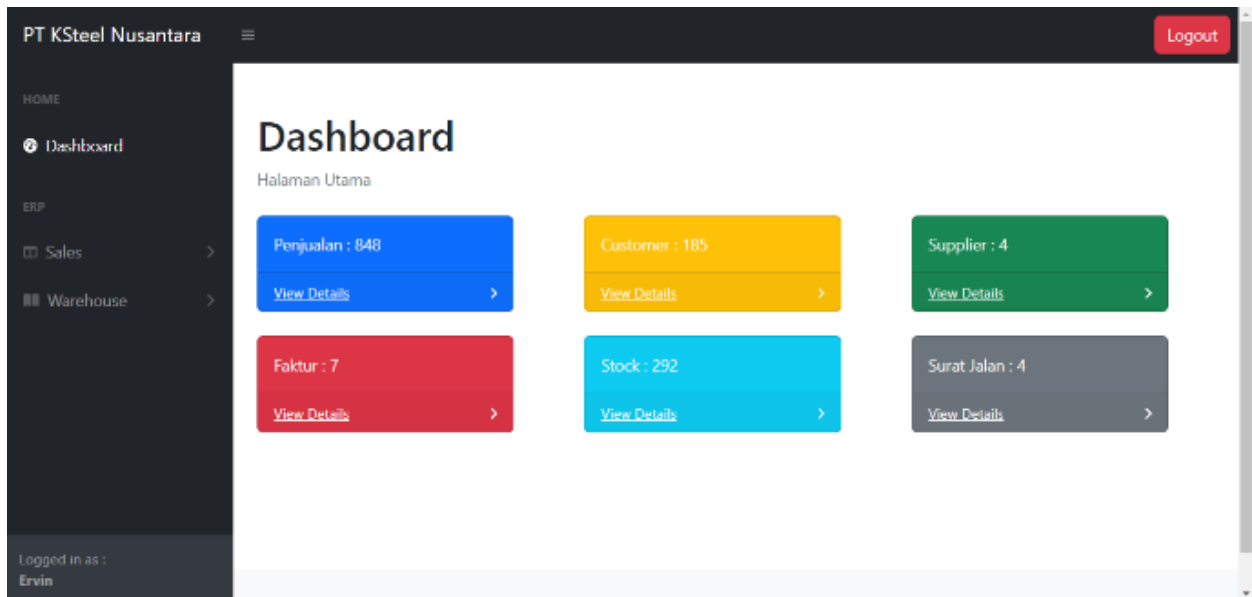 PT KSteel Nusantara
Logout
HOME
Dashboard
ERP
Sales
Warehouse
Logged in as :
Ervin
Dashboard
Halaman Utama
Penjualan : 848
View Details
Customer : 185
View Details
Supplier : 4
View Details
Faktur : 7
View Details
Stock : 292
View Details
Surat Jalan : 4
View Details